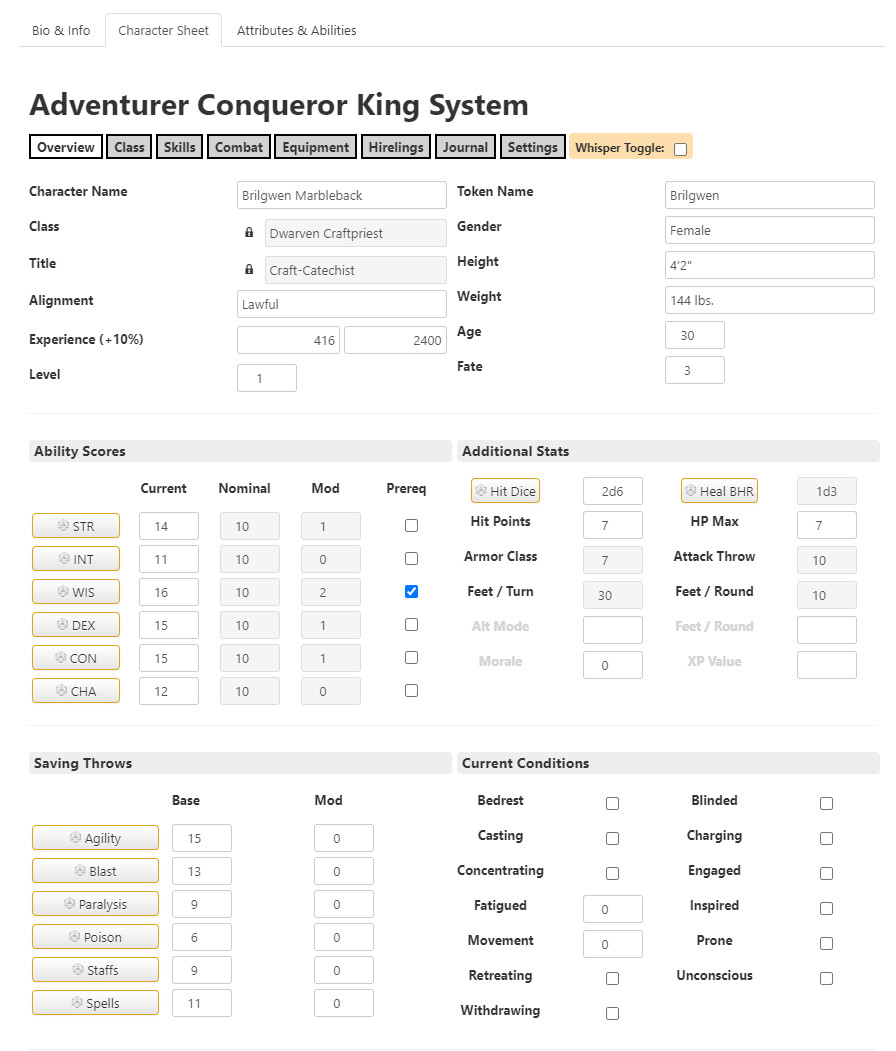 Bio & Info Character Sheet Attributes & Abilities
Adventurer Conqueror King System
Overview Class Skills Combat Equipment Hirelings Journal Settings Whisper Toggle:
Character Name Brilgwen Marbleback Token Name Brilgwen
Class Dwarven Craftpriest Gender Female
Title Craft-Catechist Height 4'2"
Alignment Lawful Weight 144 lbs.
Experience (+10%) 416 2400 Age 30
Level 1 Fate 3
Ability Scores Additional Stats
Current Nominal Mod Prereq Hit Dice 2d6 Heal BHR 1d3
STR 14 10 1 Hit Points 7 HP Max 7
INT 11 10 0 Armor Class 7 Attack Throw 10
WIS 16 10 2 Feet / Turn 30 Feet / Round 10
DEX 15 10 1 Alt Mode Feet / Round
CON 15 10 1 Morale 0 XP Value
CHA 12 10 0
Saving Throws Current Conditions
Base Mod Bedrest Blinded
Agility 15 0 Casting Charging
Blast 13 0 Concentrating Engaged
Paralysis 9 0 Fatigued 0 Inspired
Poison 6 0 Movement 0 Prone
Staffs 9 0 Retreating Unconscious
Spells 11 0 Withdrawing